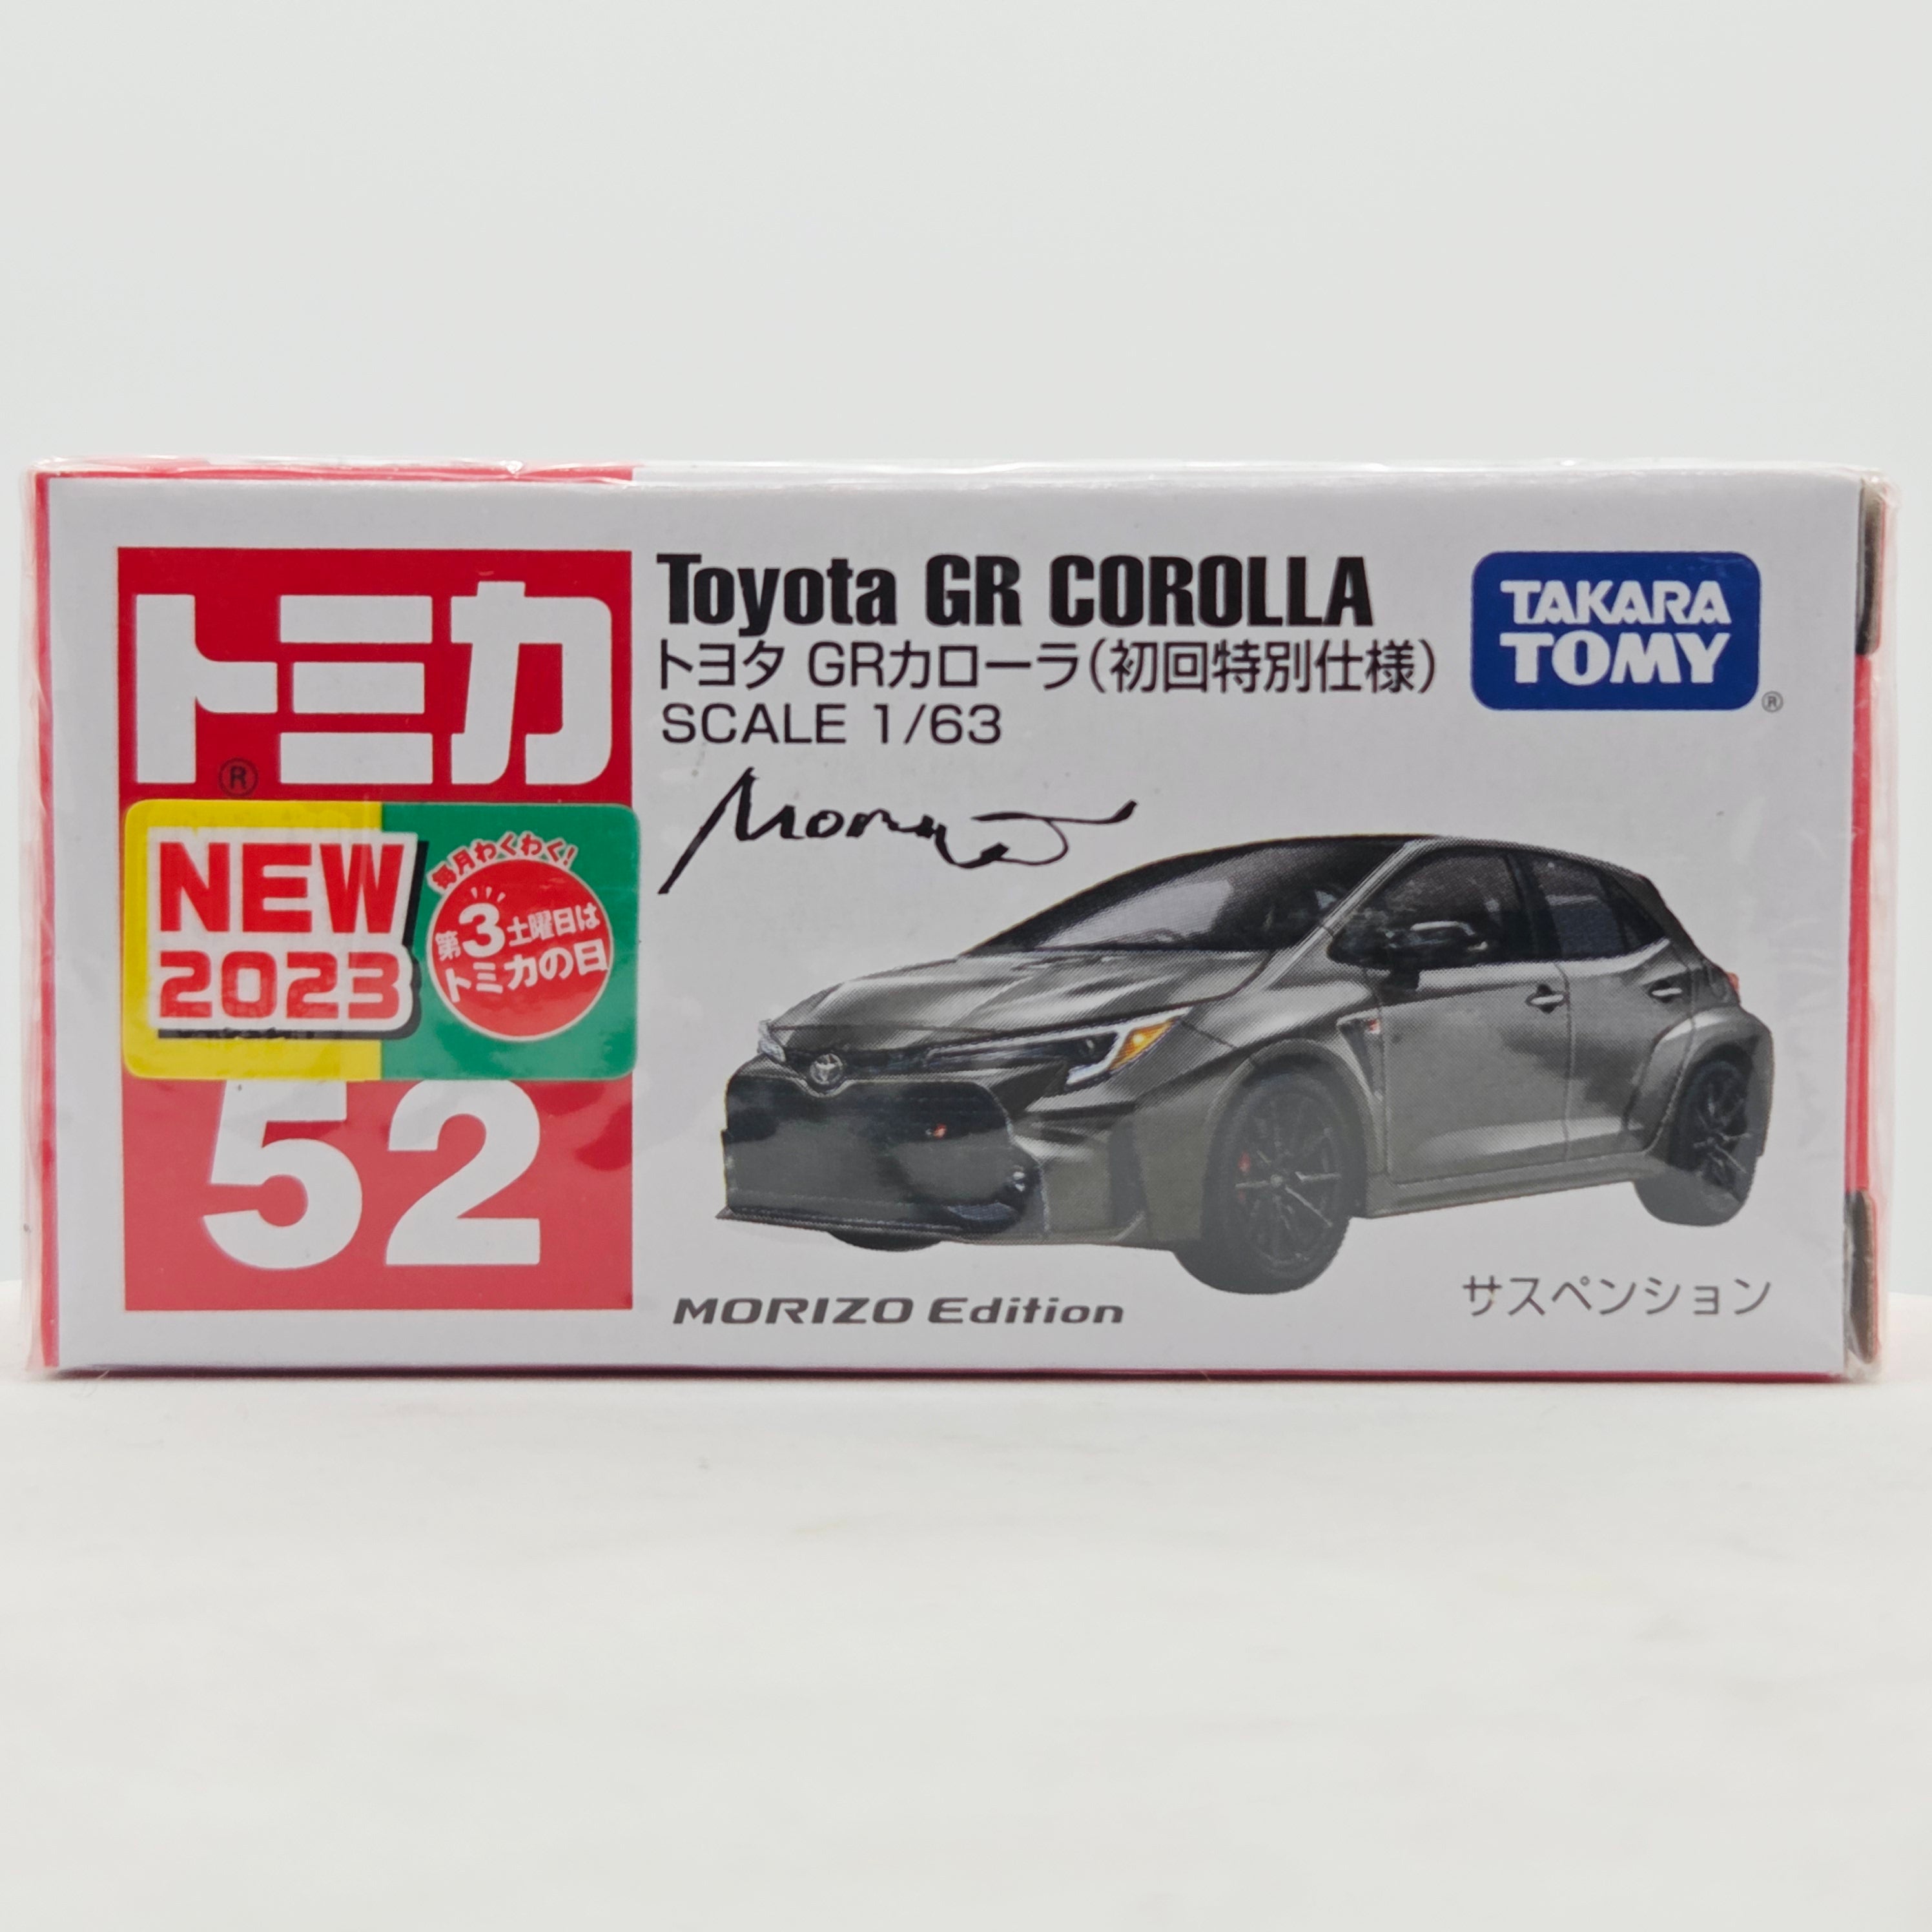 トミカ
®
NEW
2023
毎月わくわく!
第3土曜日は
トミカの日
52
Toyota GR COROLLA
トヨタ GRカローラ(初回特別仕様)
SCALE 1/63
Morizo
TAKARA
TOMY
®
MORIZO Edition
サスペンション